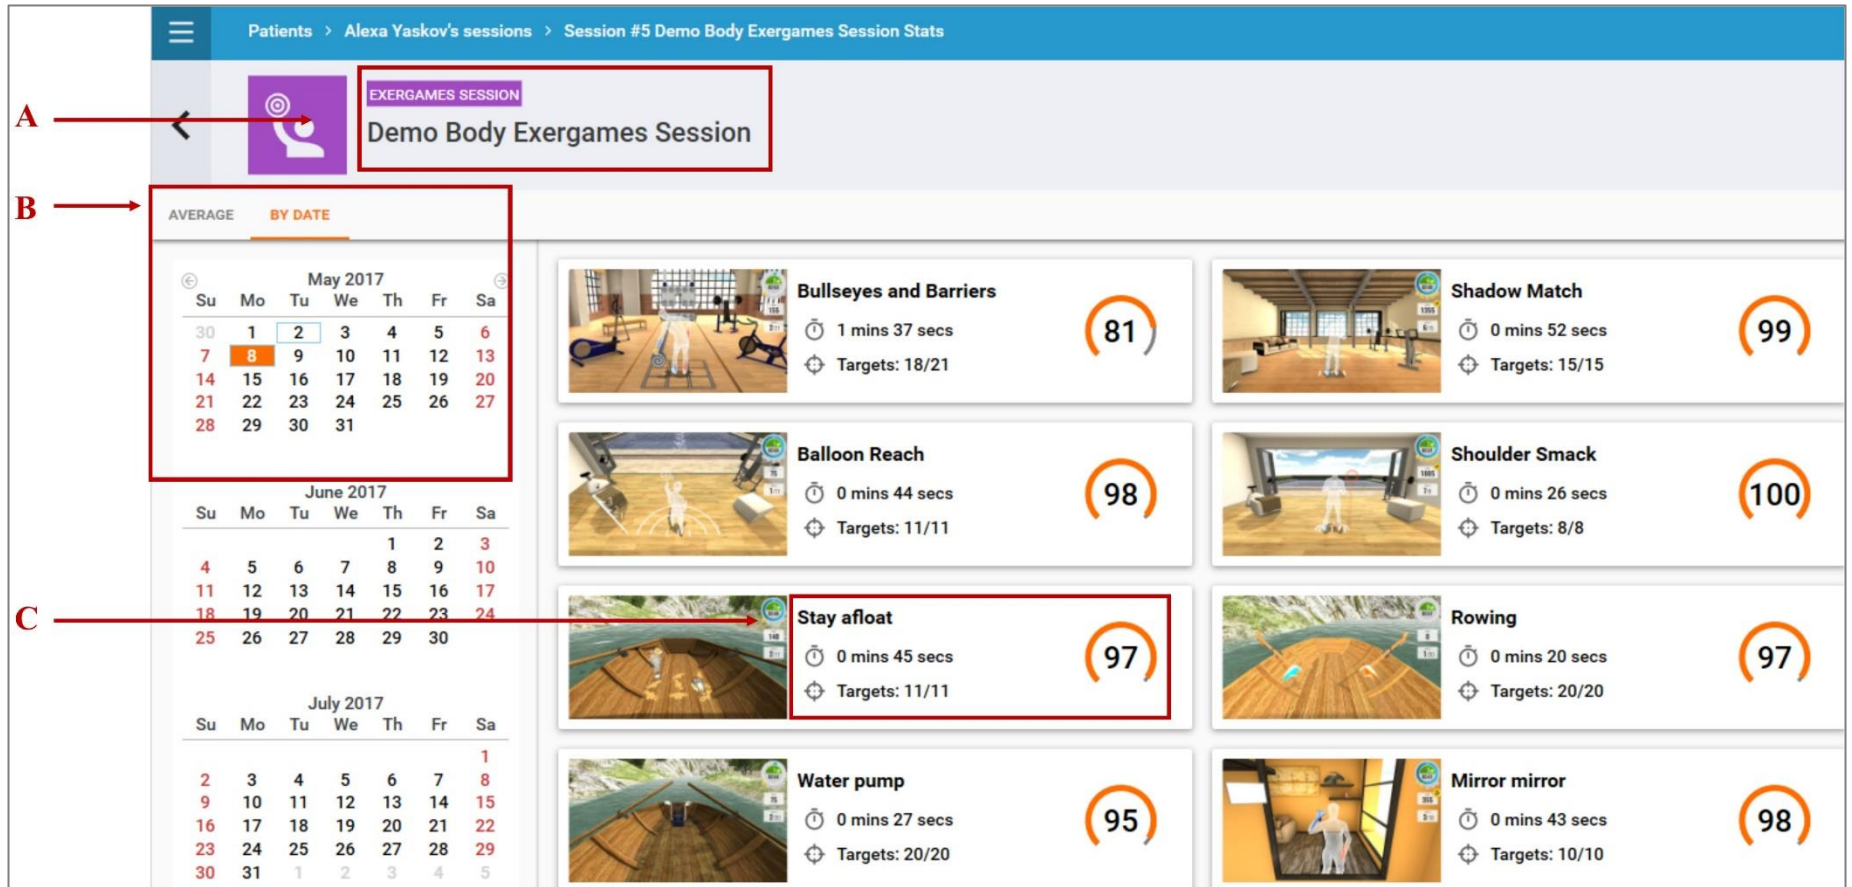 Patients > Alexa Yaskov's sessions > Session #5 Demo Body Exergames Session Stats
A
EXERGAMES SESSION
Demo Body Exergames Session
B
AVERAGE BY DATE
May 2017
Su Mo Tu We Th Fr Sa
30 1 2 3 4 5 6
7 8 9 10 11 12 13
14 15 16 17 18 19 20
21 22 23 24 25 26 27
28 29 30 31
June 2017
Su Mo Tu We Th Fr Sa
1 2 3
4 5 6 7 8 9 10
11 12 13 14 15 16 17
C
18 19 20 21 22 23 24
25 26 27 28 29 30
July 2017
Su Mo Tu We Th Fr Sa
1
2 3 4 5 6 7 8
9 10 11 12 13 14 15
16 17 18 19 20 21 22
23 24 25 26 27 28 29
30 31 1 2 3 4 5
Bullseyes and Barriers
1 mins 37 secs
Targets: 18/21
81
Shadow Match
0 mins 52 secs
Targets: 15/15
99
Balloon Reach
0 mins 44 secs
Targets: 11/11
98
Shoulder Smack
0 mins 26 secs
Targets: 8/8
100
Stay afloat
0 mins 45 secs
Targets: 11/11
97
Rowing
0 mins 20 secs
Targets: 20/20
97
Water pump
0 mins 27 secs
Targets: 20/20
95
Mirror mirror
0 mins 43 secs
Targets: 10/10
98